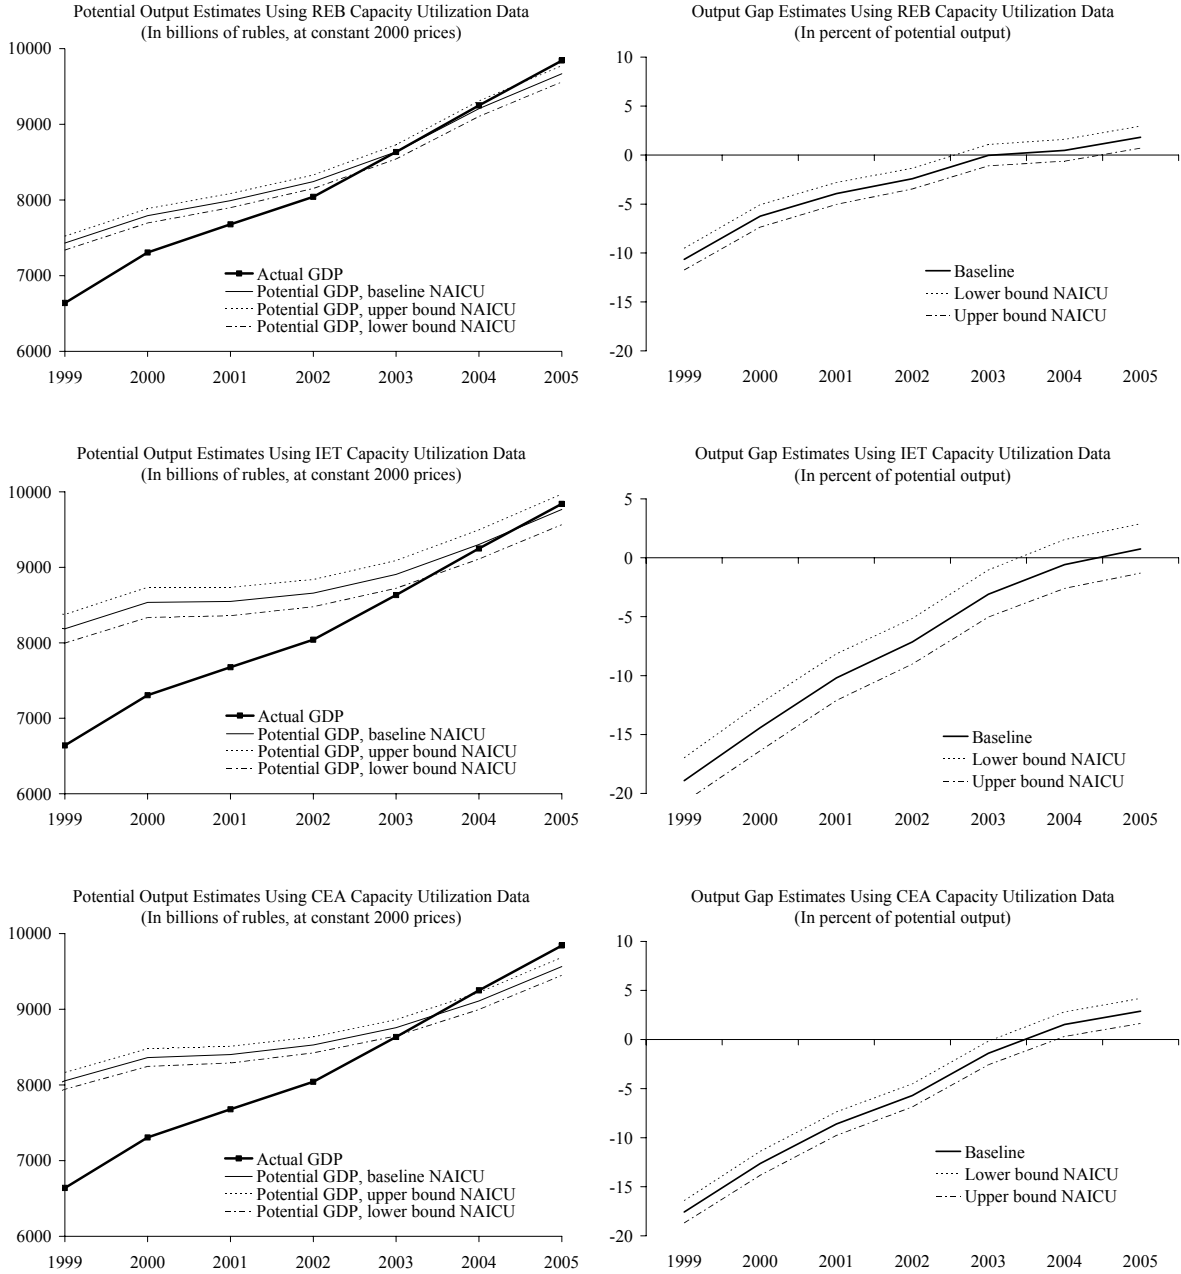 Potential Output Estimates Using REB Capacity Utilization Data
(In billions of rubles, at constant 2000 prices)
10000
9000
8000
7000
6000
Actual GDP
Potential GDP, baseline NAICU
Potential GDP, upper bound NAICU
Potential GDP, lower bound NAICU
1999 2000 2001 2002 2003 2004 2005
Output Gap Estimates Using REB Capacity Utilization Data
(In percent of potential output)
10
5
0
-5
-10
-15
-20
Baseline
Lower bound NAICU
Upper bound NAICU
1999 2000 2001 2002 2003 2004 2005
Potential Output Estimates Using IET Capacity Utilization Data
(In billions of rubles, at constant 2000 prices)
10000
9000
8000
7000
6000
Actual GDP
Potential GDP, baseline NAICU
Potential GDP, upper bound NAICU
Potential GDP, lower bound NAICU
1999 2000 2001 2002 2003 2004 2005
Output Gap Estimates Using IET Capacity Utilization Data
(In percent of potential output)
5
0
-5
-10
-15
-20
Baseline
Lower bound NAICU
Upper bound NAICU
1999 2000 2001 2002 2003 2004 2005
Potential Output Estimates Using CEA Capacity Utilization Data
(In billions of rubles, at constant 2000 prices)
10000
9000
8000
7000
6000
Actual GDP
Potential GDP, baseline NAICU
Potential GDP, upper bound NAICU
Potential GDP, lower bound NAICU
1999 2000 2001 2002 2003 2004 2005
Output Gap Estimates Using CEA Capacity Utilization Data
(In percent of potential output)
10
5
0
-5
-10
-15
-20
Baseline
Lower bound NAICU
Upper bound NAICU
1999 2000 2001 2002 2003 2004 2005